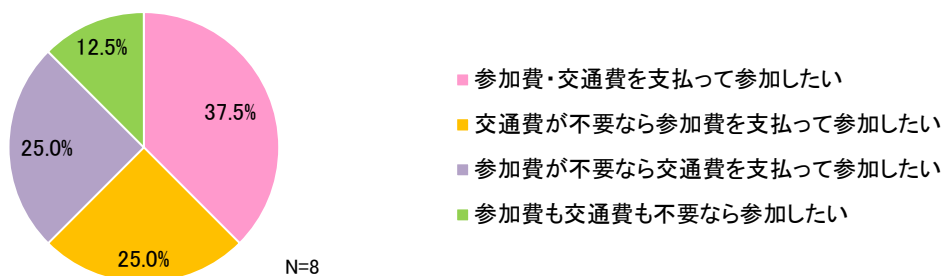 12.5%
37.5%
25.0%
25.0%
N=8
参加費・交通費を支払って参加したい
交通費が不要なら参加費を支払って参加したい
参加費が不要なら交通費を支払って参加したい
参加費も交通費も不要なら参加したい